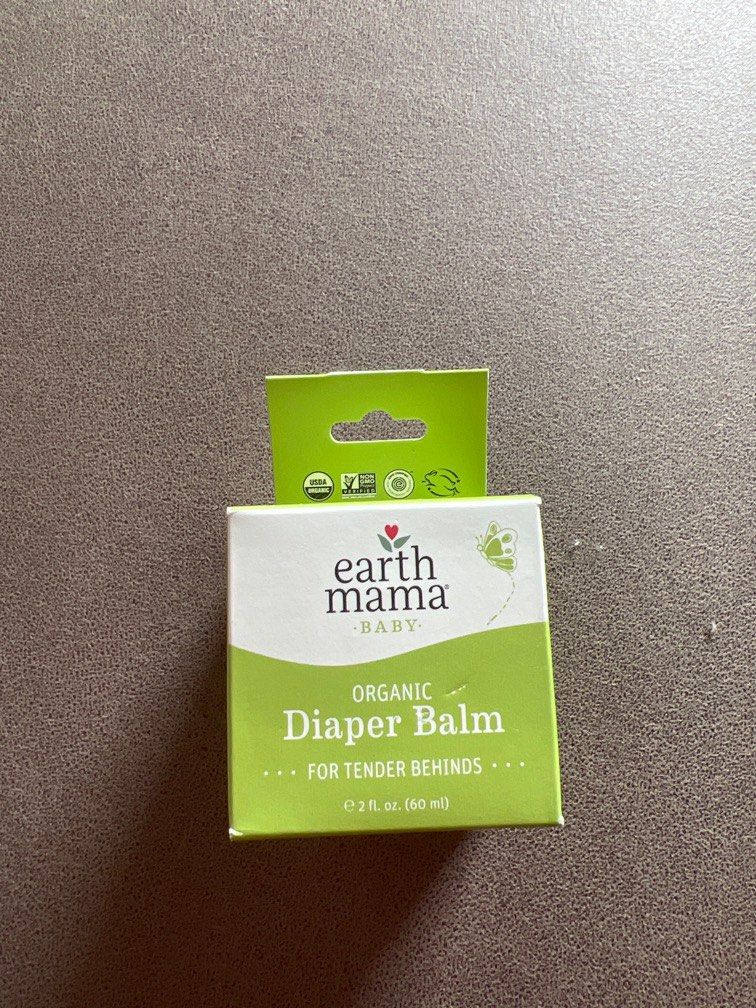 USDA
ORGANIC
NON
GMO
VERIFIED
earth
mama®
·BABY·
ORGANIC
Diaper Balm
··· FOR TENDER BEHINDS ···
℮ 2 fl. oz. (60 ml)